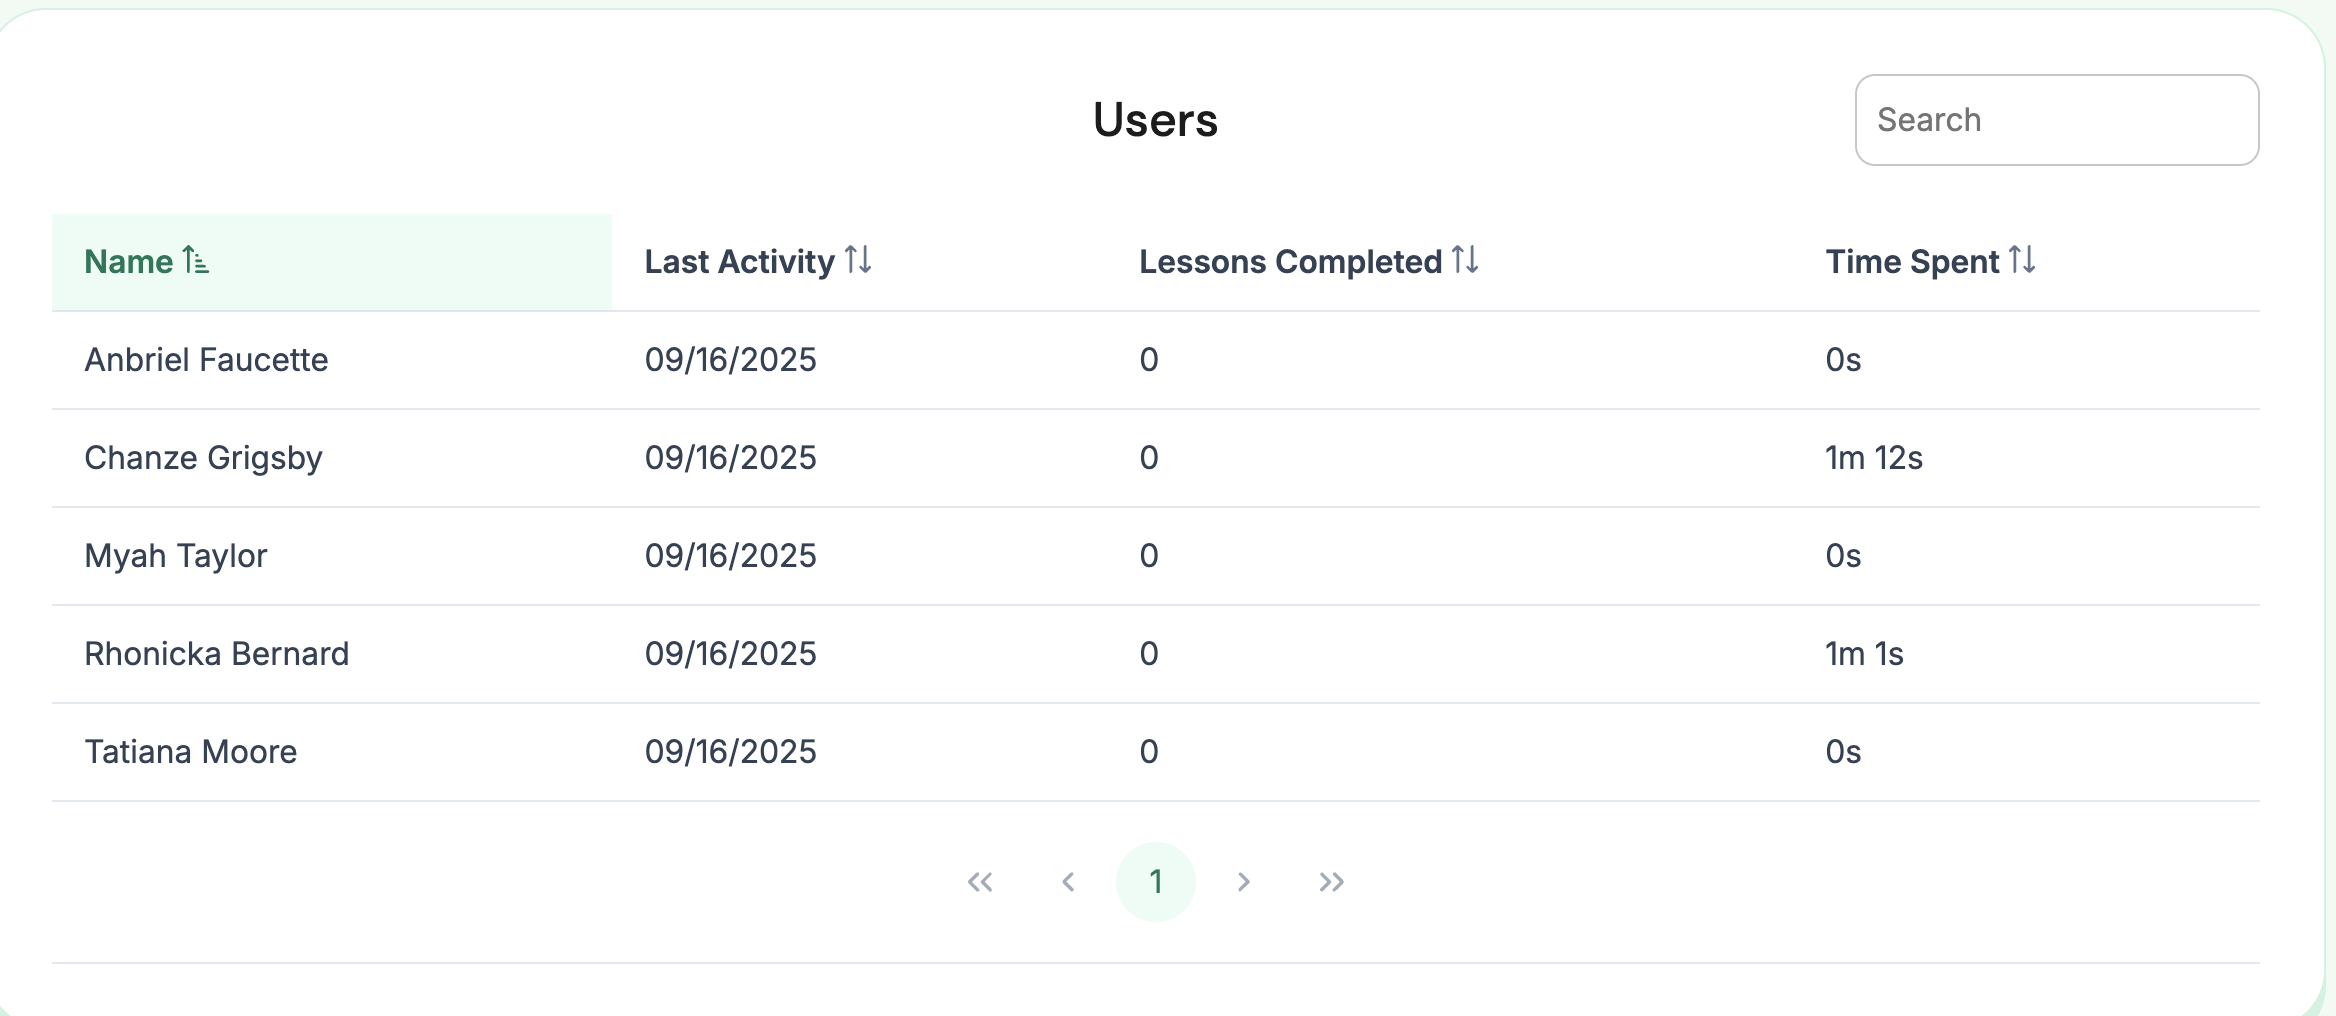 Users
Search
Name Last Activity Lessons Completed Time Spent
Anbriel Faucette 09/16/2025 0 0s
Chanze Grigsby 09/16/2025 0 1m 12s
Myah Taylor 09/16/2025 0 0s
Rhonicka Bernard 09/16/2025 0 1m 1s
Tatiana Moore 09/16/2025 0 0s
1